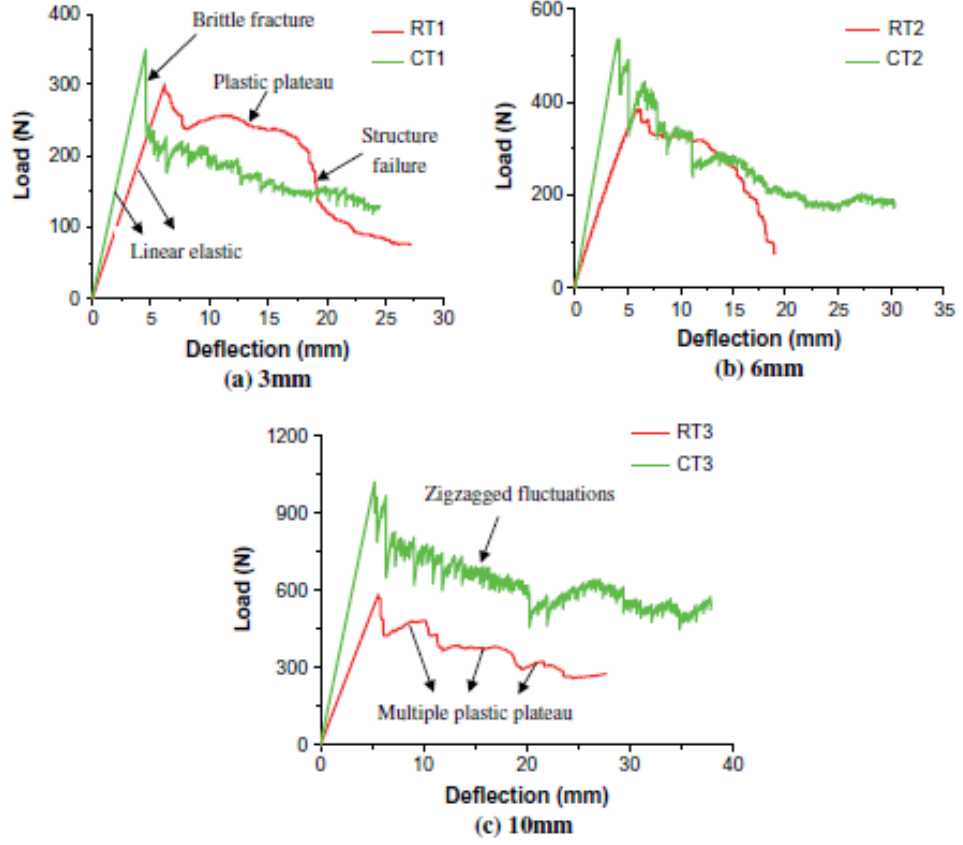 Brittle fracture
RT1
CT1
Plastic plateau
Structure
failure
Linear elastic
400
300
200
100
0
Load (N)
0 5 10 15 20 25 30
Deflection (mm)
(a) 3mm
RT2
CT2
600
400
200
0
Load (N)
0 5 10 15 20 25 30 35
Deflection (mm)
(b) 6mm
RT3
CT3
Zigzagged fluctuations
Multiple plastic plateau
1200
900
600
300
0
Load (N)
0 10 20 30 40
Deflection (mm)
(c) 10mm